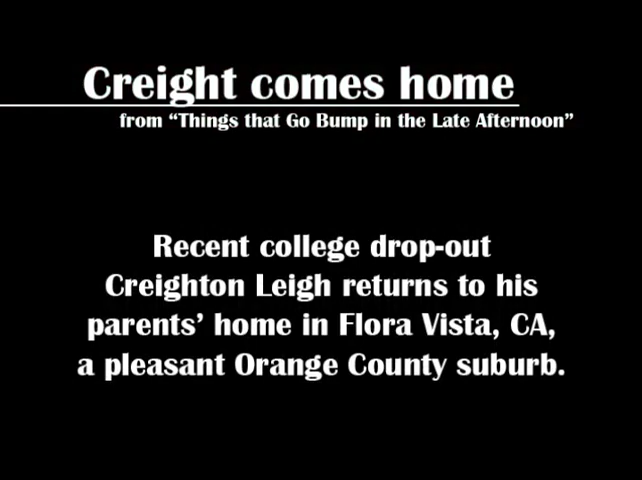 Creight comes home
from “Things that Go Bump in the Late Afternoon”
Recent college drop-out
Creighton Leigh returns to his
parents’ home in Flora Vista, CA,
a pleasant Orange County suburb.